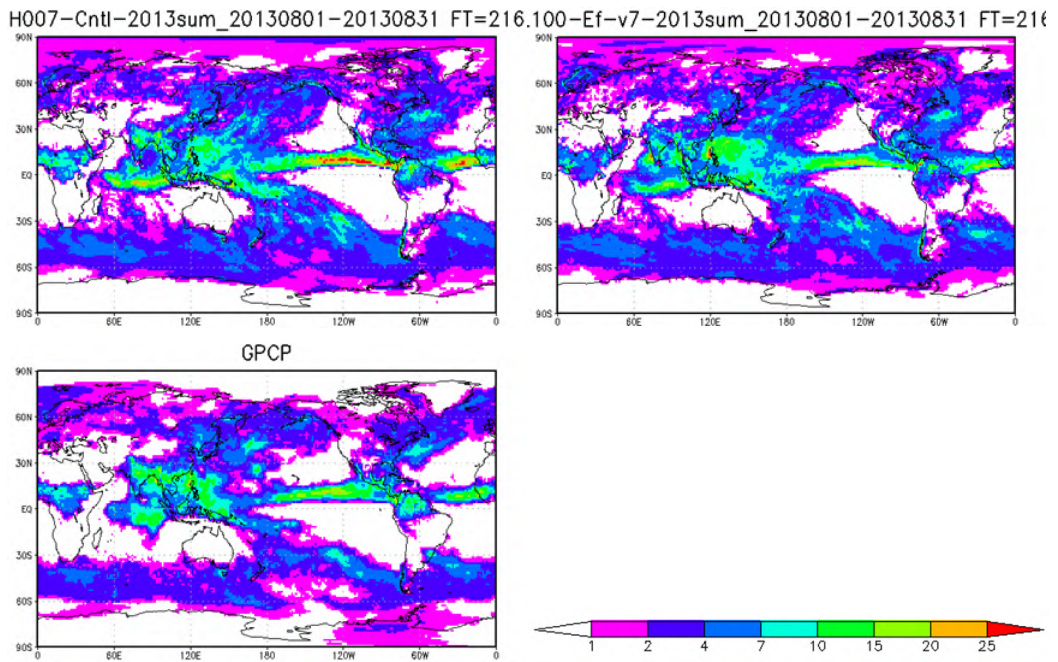 H007-Cntl-2013sum_20130801-20130831 FT=216.100-Ef-v7-2013sum_20130801-20130831 FT=216
90N
60N
30N
EQ
30S
60S
90S
0 60E 120E 180 120W 60W 0
90N
60N
30N
EQ
30S
60S
90S
0 60E 120E 180 120W 60W 0
GPCP
90N
60N
30N
EQ
30S
60S
90S
0 60E 120E 180 120W 60W 0
1 2 4 7 10 15 20 25